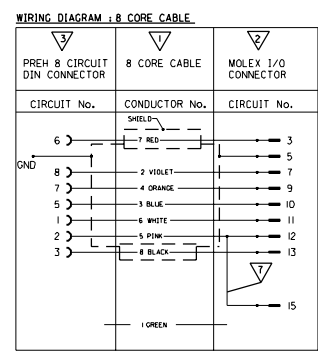 WIRING DIAGRAM : 8 CORE CABLE
3 1 2
PREH 8 CIRCUIT DIN CONNECTOR 8 CORE CABLE MOLEX I/O CONNECTOR
CIRCUIT No. CONDUCTOR No. CIRCUIT No.
SHIELD
6 7 RED 3
5
GND
8 2 VIOLET 7
7 4 ORANGE 9
5 3 BLUE 10
1 6 WHITE 11
2 5 PINK 12
3 8 BLACK 13
7
15
1 GREEN